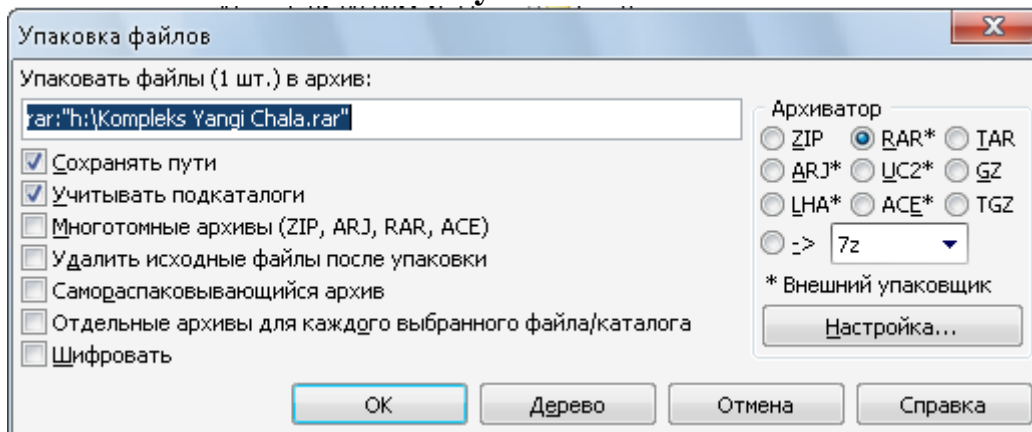 Упаковка файлов
Упаковать файлы (1 шт.) в архив:
rar:"h:\Kompleks Yangi Chala.rar"
Сохранять пути
Учитывать подкаталоги
Многотомные архивы (ZIP, ARJ, RAR, ACE)
Удалить исходные файлы после упаковки
Самораспаковывающийся архив
Отдельные архивы для каждого выбранного файла/каталога
Шифровать
Архиватор
ZIP RAR* TAR
ARJ* UC2* GZ
LHA* ACE* TGZ
-> 7z
* Внешний упаковщик
Настройка...
OK Дерево Отмена Справка